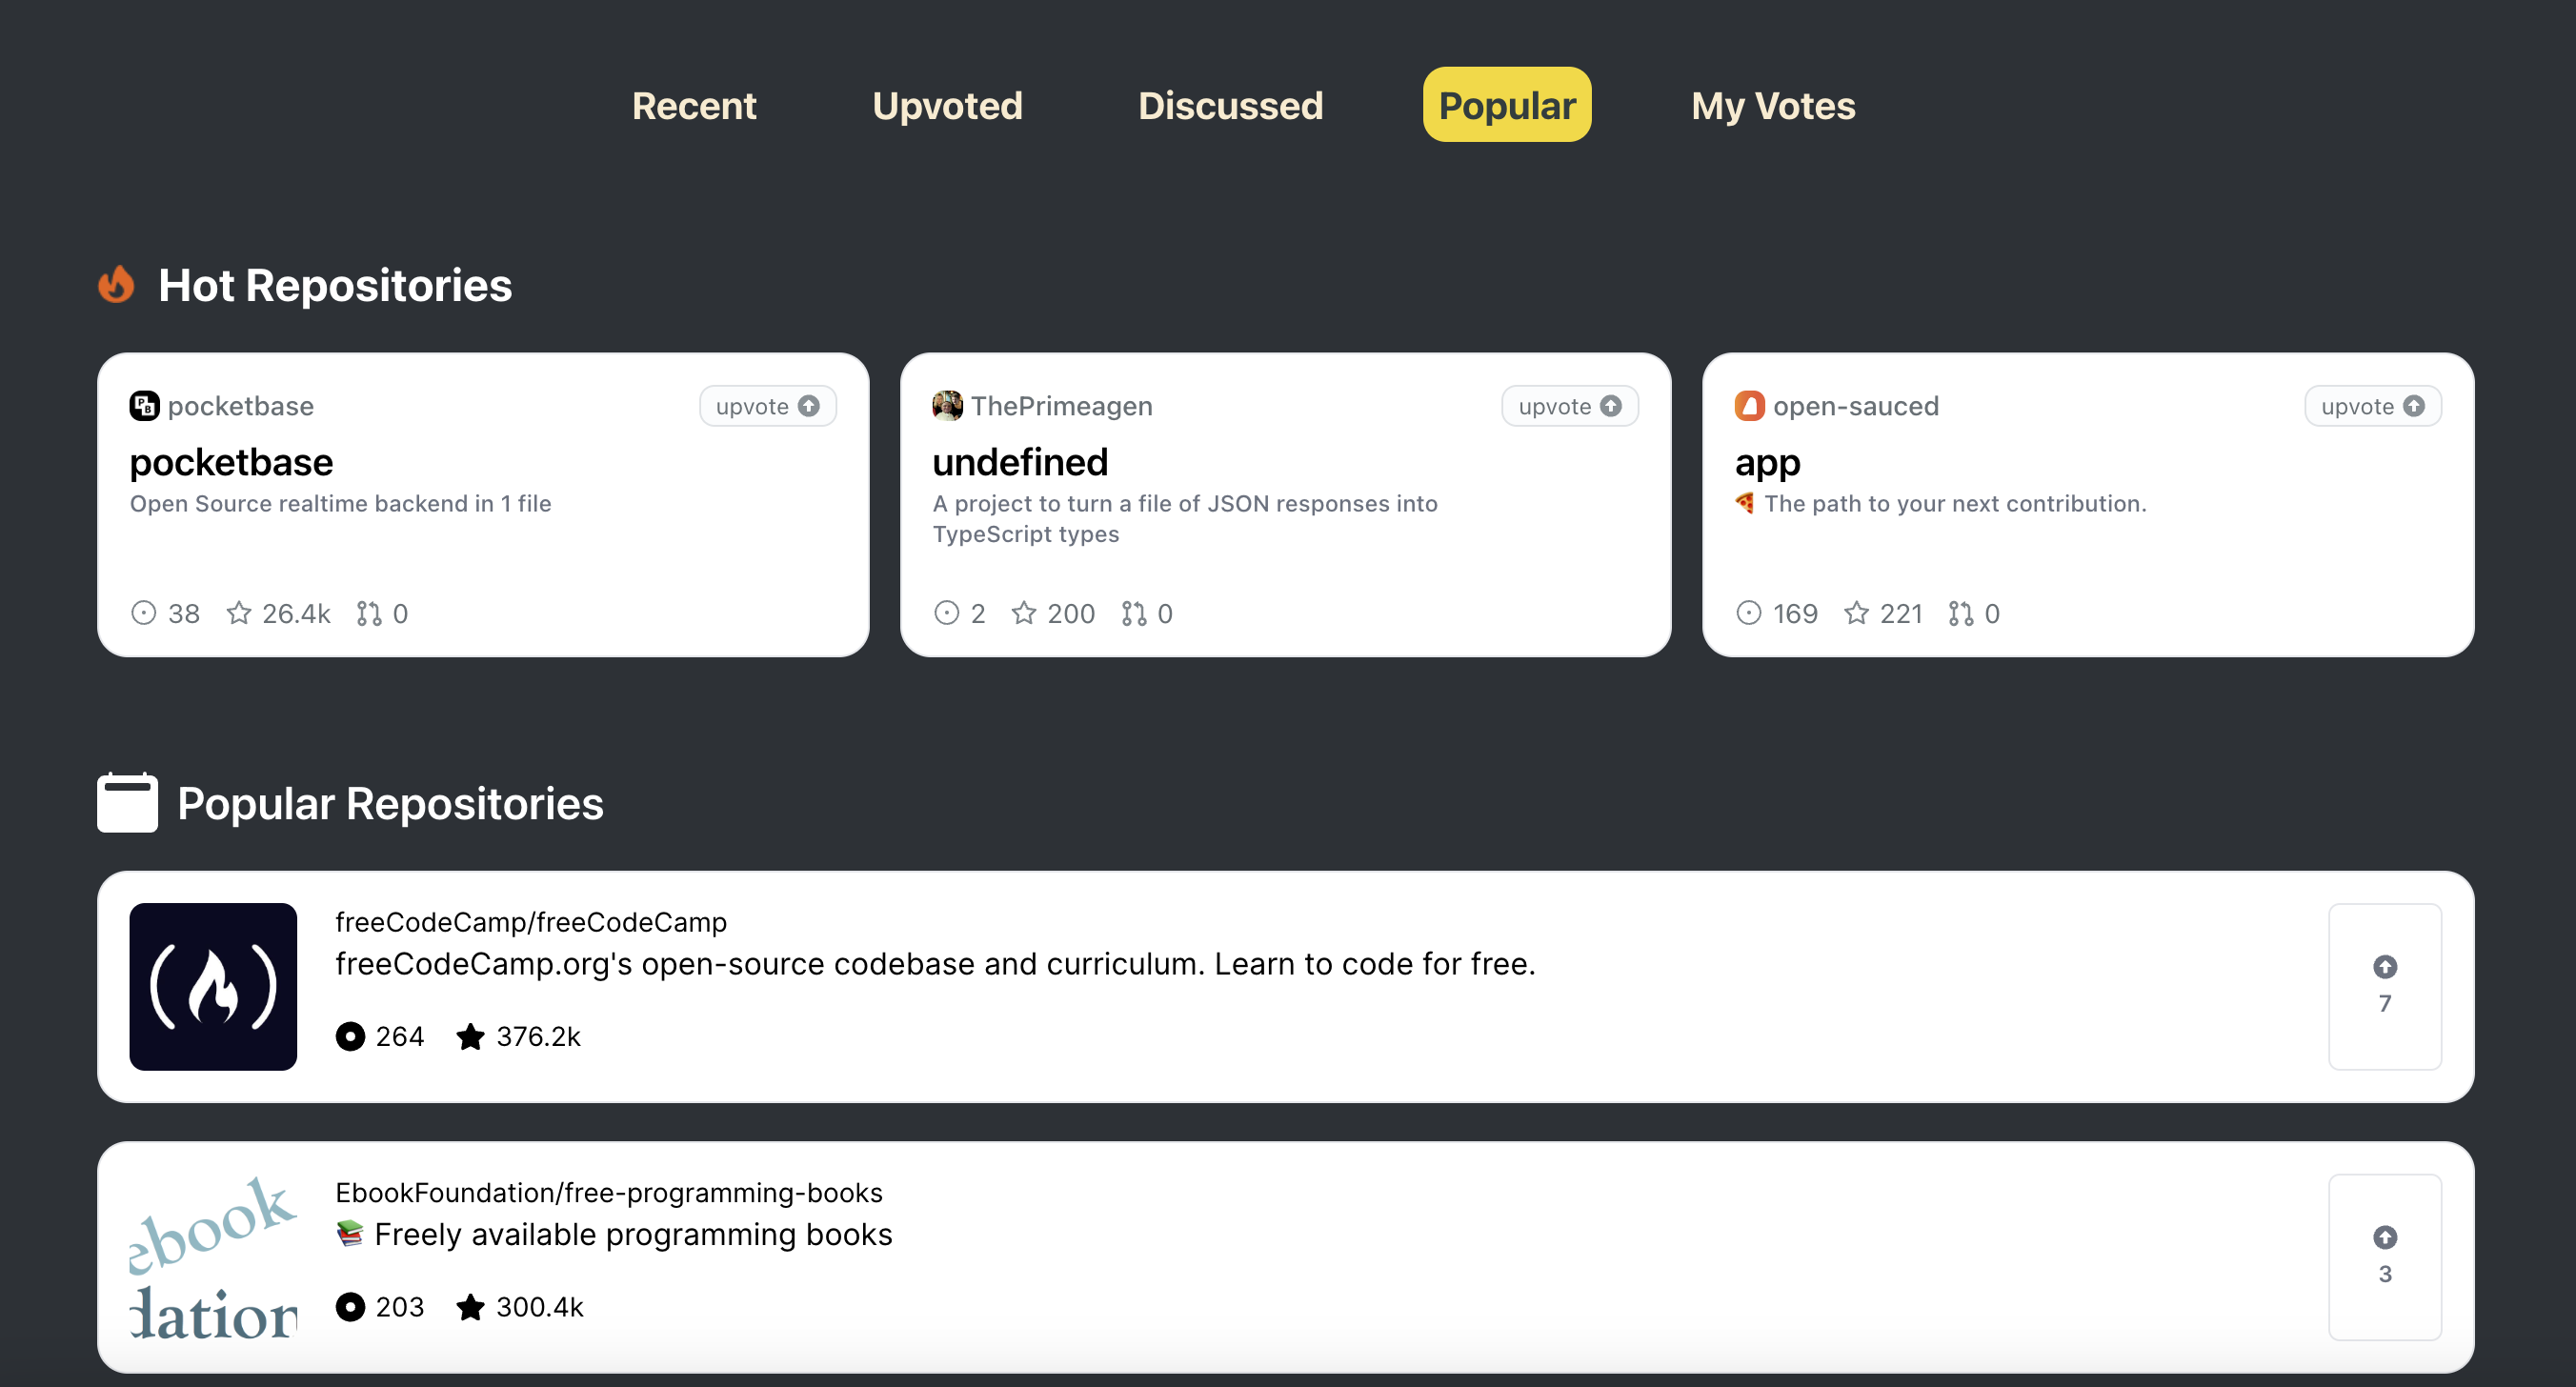 Recent Upvoted Discussed Popular My Votes
Hot Repositories
pocketbase upvote
pocketbase
Open Source realtime backend in 1 file
38 26.4k 0
ThePrimeagen upvote
undefined
A project to turn a file of JSON responses into
TypeScript types
2 200 0
open-sauced upvote
app
🍕 The path to your next contribution.
169 221 0
Popular Repositories
freeCodeCamp/freeCodeCamp
freeCodeCamp.org's open-source codebase and curriculum. Learn to code for free.
264 376.2k
7
ebook
dation
EbookFoundation/free-programming-books
📚 Freely available programming books
203 300.4k
3